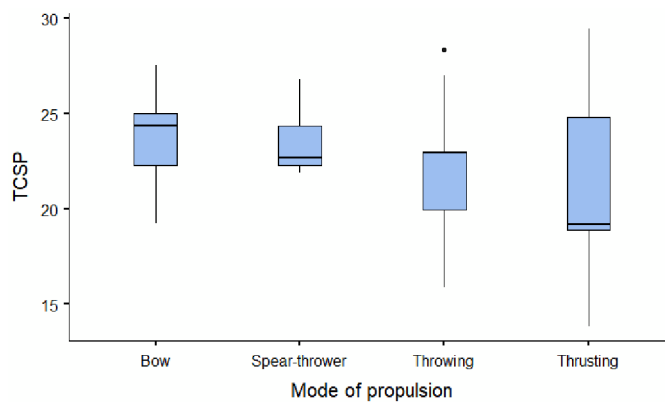 30
25
20
15
TCSP
Bow Spear-thrower Throwing Thrusting
Mode of propulsion